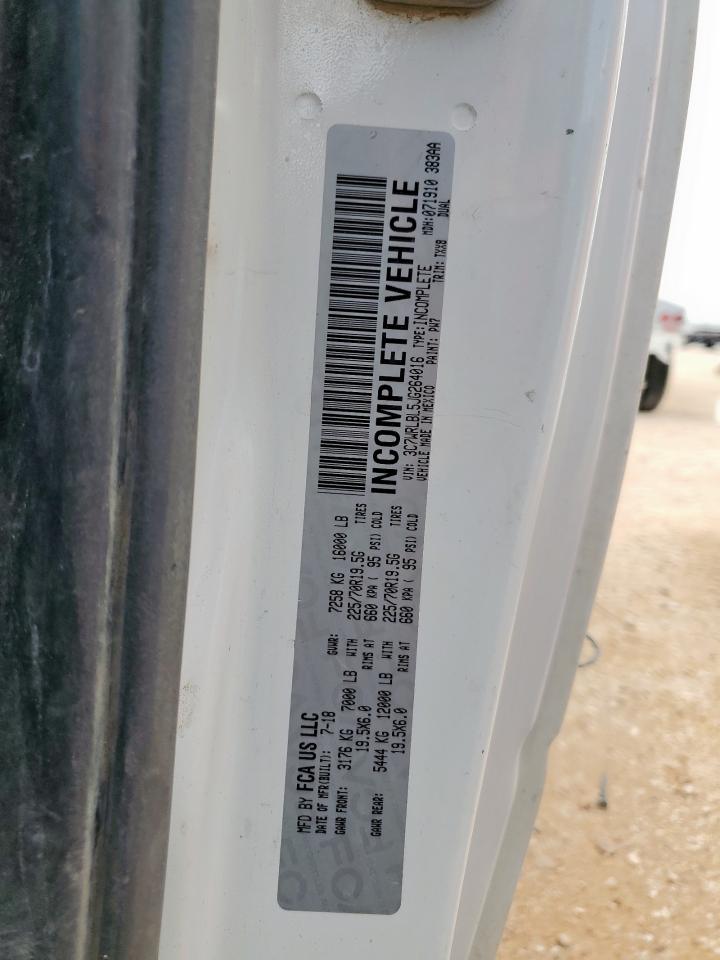 MFD BY FCA US LLC
DATE OF MFR(BUILT): 7-18 GVWR: 7258 KG 16000 LB
GAWR FRONT: 3176 KG 7000 LB WITH 225/70R19.5G TIRES
19.5X6.0 RIMS AT 660 KPA ( 95 PSI) COLD
GAWR REAR: 5444 KG 12000 LB WITH 225/70R19.5G TIRES
19.5X6.0 RIMS AT 660 KPA ( 95 PSI) COLD
INCOMPLETE VEHICLE
MDH:071910 383AA
VIN: 3C7WRLBL5JG264016 TYPE:INCOMPLETE DUAL
VEHICLE MADE IN MEXICO PAINT: PW7 TRIM: TXX8